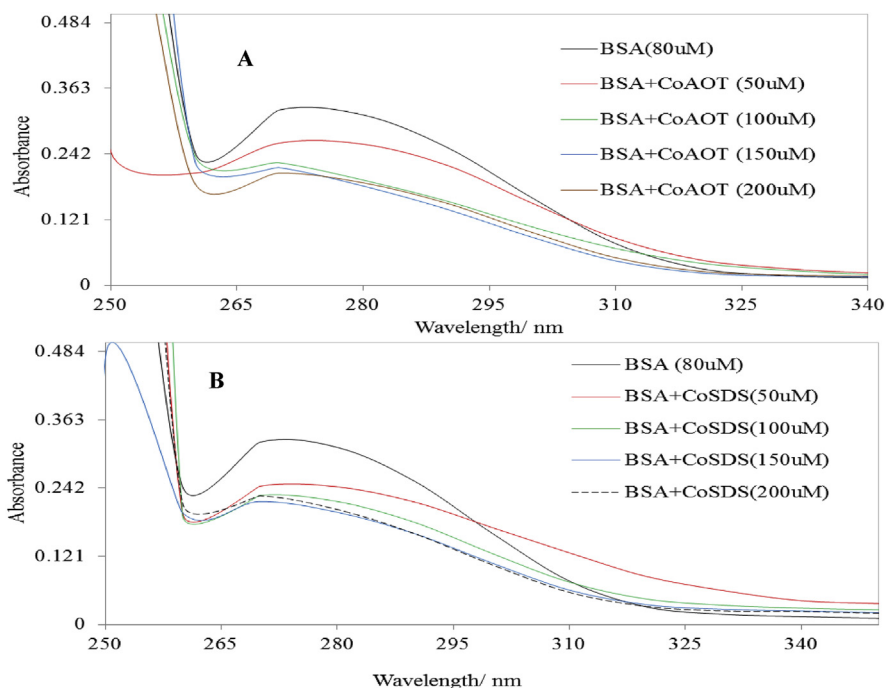 0.484
A
BSA(80uM)
0.363
BSA+CoAOT (50uM)
BSA+CoAOT (100uM)
0.242
BSA+CoAOT (150uM)
BSA+CoAOT (200uM)
0.121
0
Absorbance
250 265 280 295 310 325 340
Wavelength/ nm
0.484
B
BSA (80uM)
0.363
BSA+CoSDS(50uM)
BSA+CoSDS(100uM)
BSA+CoSDS(150uM)
0.242
BSA+CoSDS(200uM)
0.121
0
Absorbance
250 265 280 295 310 325 340
Wavelength/ nm